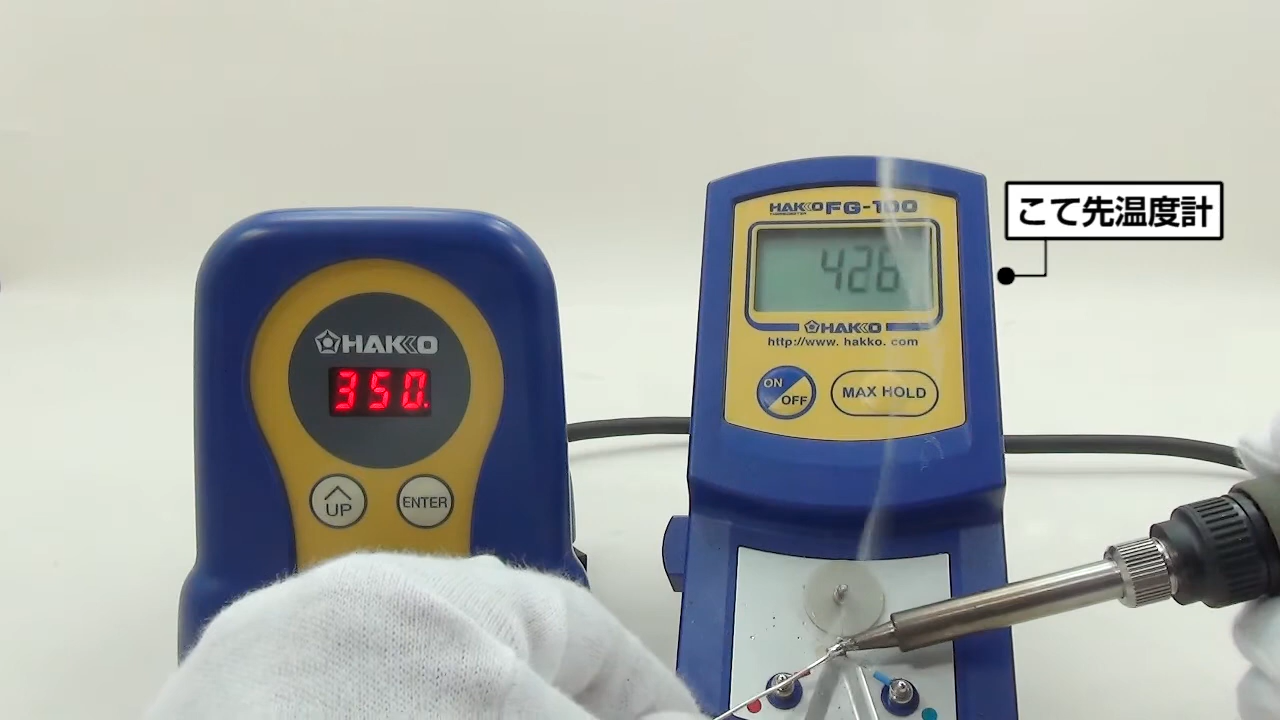 HAKKO
350.
UP
ENTER
HAKKO FG-100
THERMOMETER
426
HAKKO
http://www.hakko.com
ON
OFF
MAX HOLD
こて先温度計